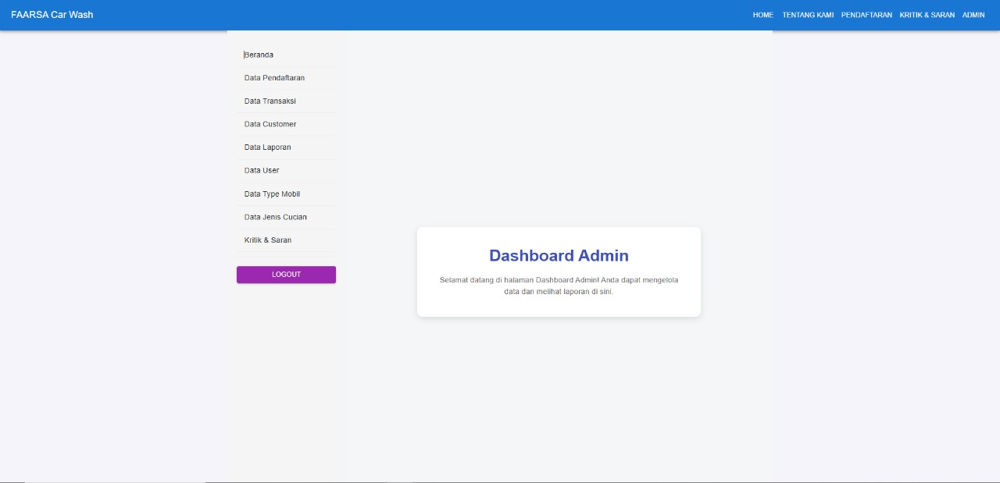 FAARSA Car Wash
HOME TENTANG KAMI PENDAFTARAN KRITIK & SARAN ADMIN
Beranda
Data Pendaftaran
Data Transaksi
Data Customer
Data Laporan
Data User
Data Type Mobil
Data Jenis Cucian
Kritik & Saran
LOGOUT
Dashboard Admin
Selamat datang di halaman Dashboard Admin! Anda dapat mengelola
data dan melihat laporan di sini.